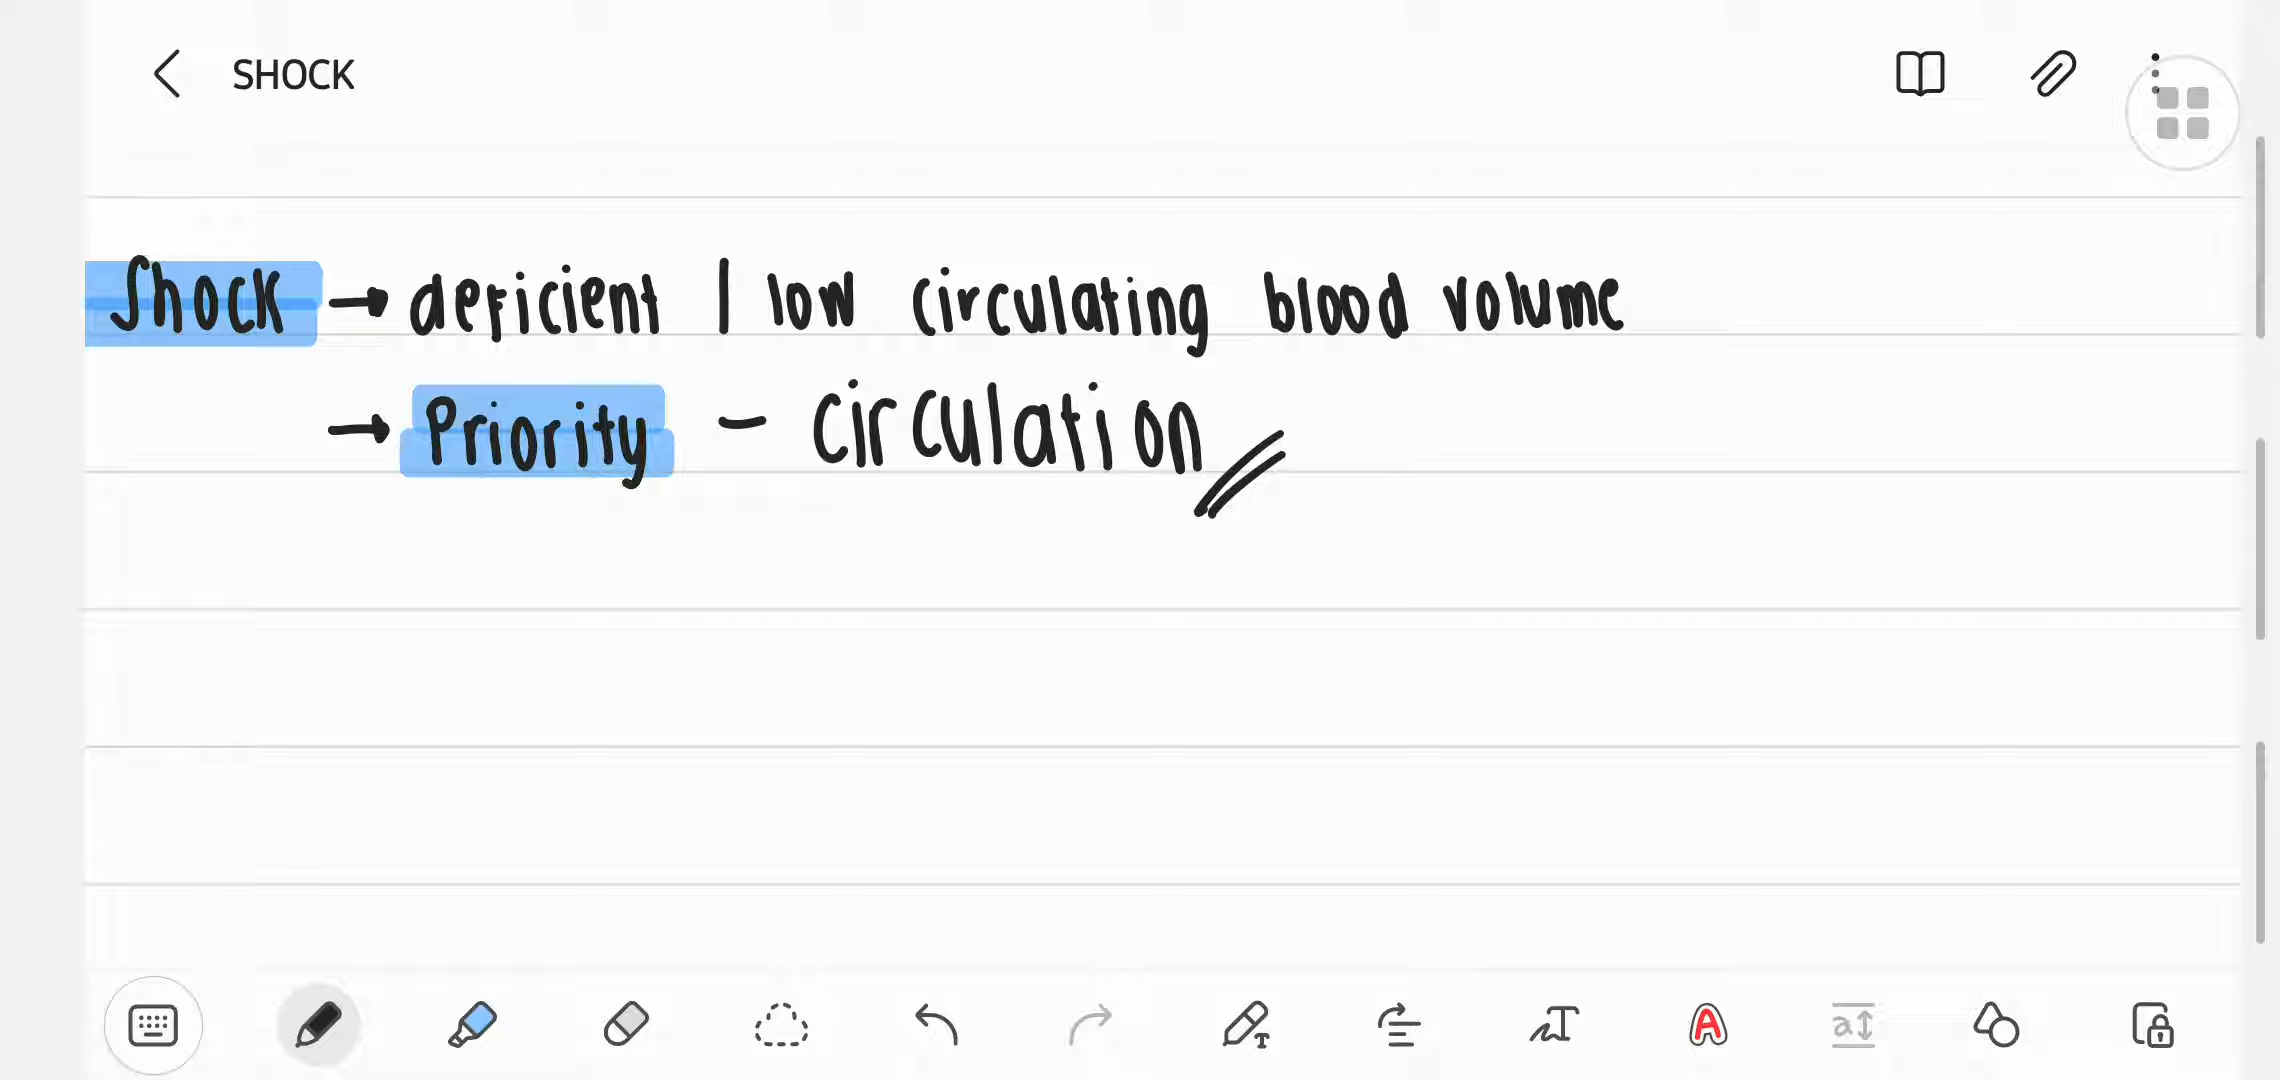 SHOCK
Shock → deficient | low circulating blood volume
→ Priority - circulation